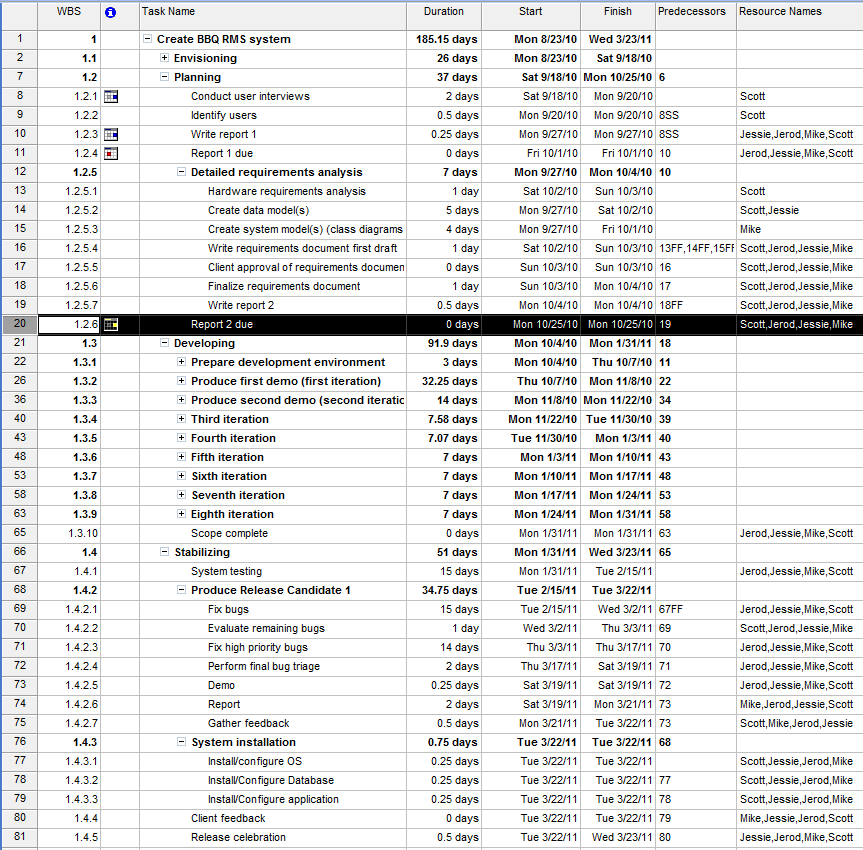 WBS Task Name Duration Start Finish Predecessors Resource Names
1 1 Create BBQ RMS system 185.15 days Mon 8/23/10 Wed 3/23/11
2 1.1 Envisioning 26 days Mon 8/23/10 Sat 9/18/10
7 1.2 Planning 37 days Sat 9/18/10 Mon 10/25/10 6
8 1.2.1 Conduct user interviews 2 days Sat 9/18/10 Mon 9/20/10 Scott
9 1.2.2 Identify users 0.5 days Mon 9/20/10 Mon 9/20/10 8SS Scott
10 1.2.3 Write report 1 0.25 days Mon 9/27/10 Mon 9/27/10 8SS Jessie,Jerod,Mike,Scott
11 1.2.4 Report 1 due 0 days Fri 10/1/10 Fri 10/1/10 10 Jerod,Jessie,Mike,Scott
12 1.2.5 Detailed requirements analysis 7 days Mon 9/27/10 Mon 10/4/10 10
13 1.2.5.1 Hardware requirements analysis 1 day Sat 10/2/10 Sun 10/3/10 Scott
14 1.2.5.2 Create data model(s) 5 days Mon 9/27/10 Sat 10/2/10 Scott,Jessie
15 1.2.5.3 Create system model(s) (class diagrams 4 days Mon 9/27/10 Fri 10/1/10 Mike
16 1.2.5.4 Write requirements document first draft 1 day Sat 10/2/10 Sun 10/3/10 13FF,14FF,15FF Scott,Jerod,Jessie,Mike
17 1.2.5.5 Client approval of requirements documen 0 days Sun 10/3/10 Sun 10/3/10 16 Scott,Jerod,Jessie,Mike
18 1.2.5.6 Finalize requirements document 1 day Sun 10/3/10 Mon 10/4/10 17 Scott,Jerod,Jessie,Mike
19 1.2.5.7 Write report 2 0.5 days Mon 10/4/10 Mon 10/4/10 18FF Scott,Jerod,Jessie,Mike
20 1.2.6 Report 2 due 0 days Mon 10/25/10 Mon 10/25/10 19 Scott,Jerod,Jessie,Mike
21 1.3 Developing 91.9 days Mon 10/4/10 Mon 1/31/11 18
22 1.3.1 Prepare development environment 3 days Mon 10/4/10 Thu 10/7/10 11
26 1.3.2 Produce first demo (first iteration) 32.25 days Thu 10/7/10 Mon 11/8/10 22
36 1.3.3 Produce second demo (second iteratic 14 days Mon 11/8/10 Mon 11/22/10 34
40 1.3.4 Third iteration 7.58 days Mon 11/22/10 Tue 11/30/10 39
43 1.3.5 Fourth iteration 7.07 days Tue 11/30/10 Mon 1/3/11 40
48 1.3.6 Fifth iteration 7 days Mon 1/3/11 Mon 1/10/11 43
53 1.3.7 Sixth iteration 7 days Mon 1/10/11 Mon 1/17/11 48
58 1.3.8 Seventh iteration 7 days Mon 1/17/11 Mon 1/24/11 53
63 1.3.9 Eighth iteration 7 days Mon 1/24/11 Mon 1/31/11 58
65 1.3.10 Scope complete 0 days Mon 1/31/11 Mon 1/31/11 63 Jerod,Jessie,Mike,Scott
66 1.4 Stabilizing 51 days Mon 1/31/11 Wed 3/23/11 65
67 1.4.1 System testing 15 days Mon 1/31/11 Tue 2/15/11 Jerod,Jessie,Mike,Scott
68 1.4.2 Produce Release Candidate 1 34.75 days Tue 2/15/11 Tue 3/22/11
69 1.4.2.1 Fix bugs 15 days Tue 2/15/11 Wed 3/2/11 67FF Jerod,Jessie,Mike,Scott
70 1.4.2.2 Evaluate remaining bugs 1 day Wed 3/2/11 Thu 3/3/11 69 Scott,Jerod,Jessie,Mike
71 1.4.2.3 Fix high priority bugs 14 days Thu 3/3/11 Thu 3/17/11 70 Jerod,Jessie,Mike,Scott
72 1.4.2.4 Perform final bug triage 2 days Thu 3/17/11 Sat 3/19/11 71 Jerod,Jessie,Mike,Scott
73 1.4.2.5 Demo 0.25 days Sat 3/19/11 Sat 3/19/11 72 Jerod,Jessie,Mike,Scott
74 1.4.2.6 Report 2 days Sat 3/19/11 Mon 3/21/11 73 Mike,Jerod,Jessie,Scott
75 1.4.2.7 Gather feedback 0.5 days Mon 3/21/11 Tue 3/22/11 73 Scott,Mike,Jerod,Jessie
76 1.4.3 System installation 0.75 days Tue 3/22/11 Tue 3/22/11 68
77 1.4.3.1 Install/configure OS 0.25 days Tue 3/22/11 Tue 3/22/11 Scott,Jessie,Jerod,Mike
78 1.4.3.2 Install/Configure Database 0.25 days Tue 3/22/11 Tue 3/22/11 77 Scott,Jessie,Jerod,Mike
79 1.4.3.3 Install/Configure application 0.25 days Tue 3/22/11 Tue 3/22/11 78 Scott,Jessie,Jerod,Mike
80 1.4.4 Client feedback 0 days Tue 3/22/11 Tue 3/22/11 79 Mike,Jessie,Jerod,Scott
81 1.4.5 Release celebration 0.5 days Tue 3/22/11 Wed 3/23/11 80 Jessie,Jerod,Mike,Scott